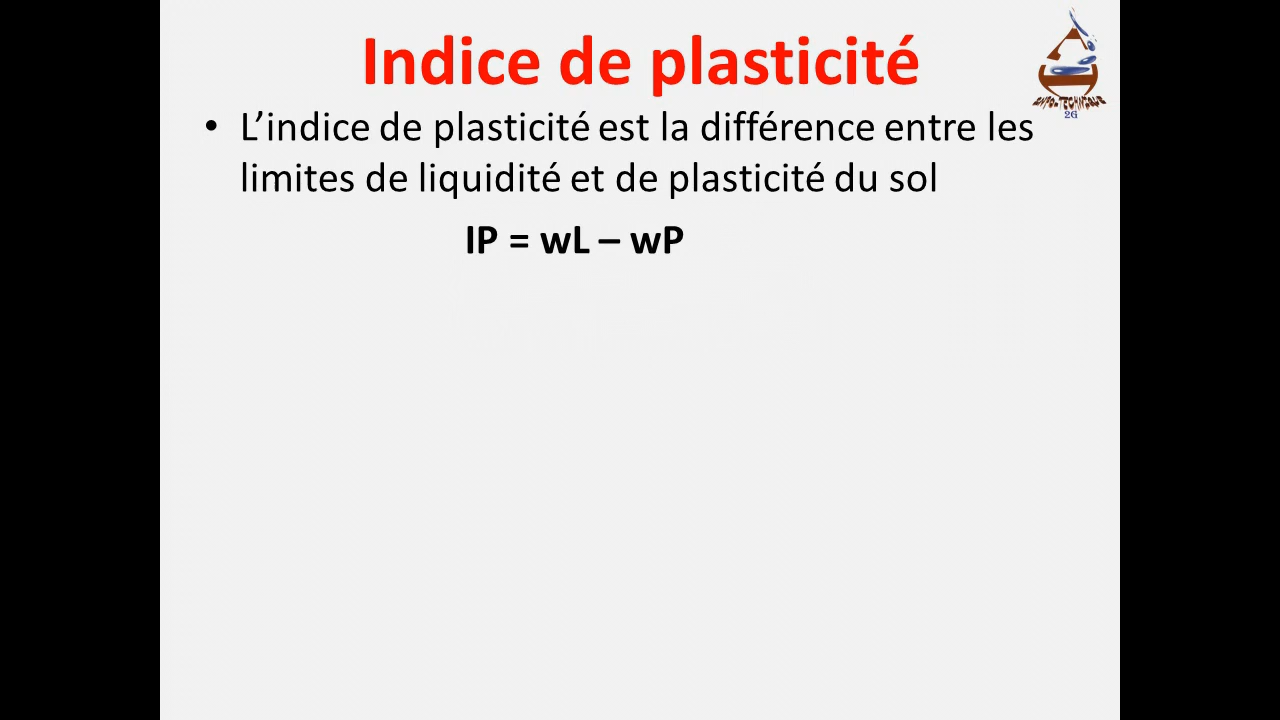 Indice de plasticité
• L’indice de plasticité est la différence entre les
limites de liquidité et de plasticité du sol
IP = wL – wP
2G